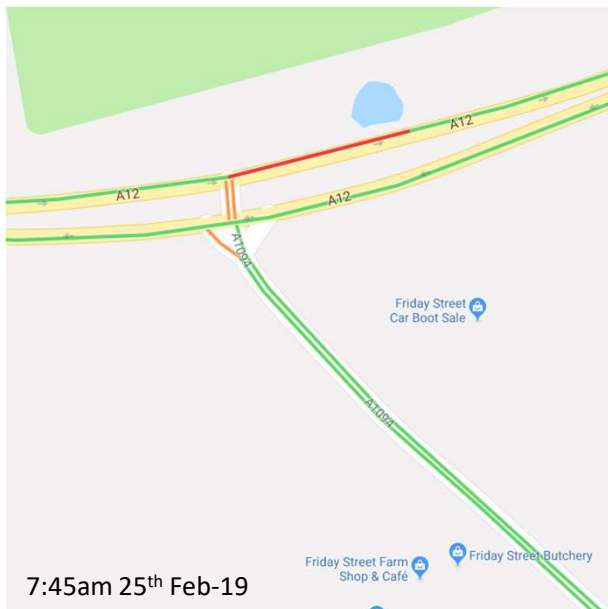 A12
A12
A12
A1094
Friday Street
Car Boot Sale
A1094
Friday Street Butchery
Friday Street Farm
Shop & Café
7:45am 25th Feb-19